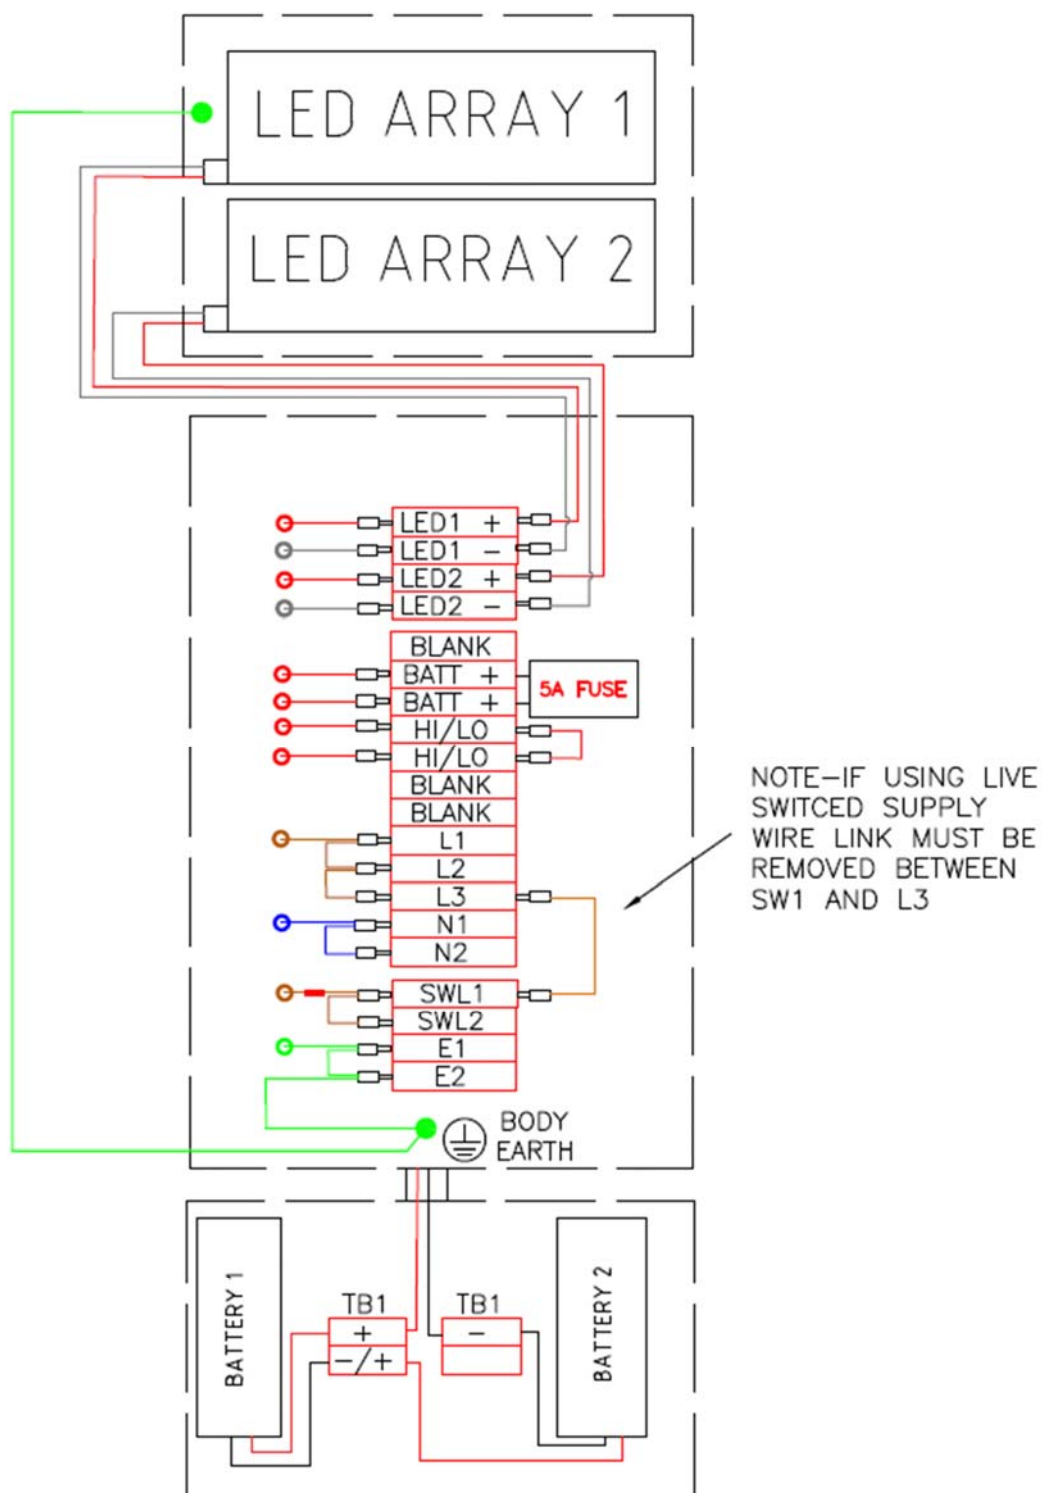 LED ARRAY 1
LED ARRAY 2
LED1 +
LED1 -
LED2 +
LED2 -
BLANK
BATT +
BATT +
5A FUSE
HI/LO
HI/LO
BLANK
BLANK
L1
L2
L3
N1
N2
NOTE-IF USING LIVE
SWITCED SUPPLY
WIRE LINK MUST BE
REMOVED BETWEEN
SW1 AND L3
SWL1
SWL2
E1
E2
BODY
EARTH
BATTERY 1
TB1
+
-/+
TB1
-
BATTERY 2